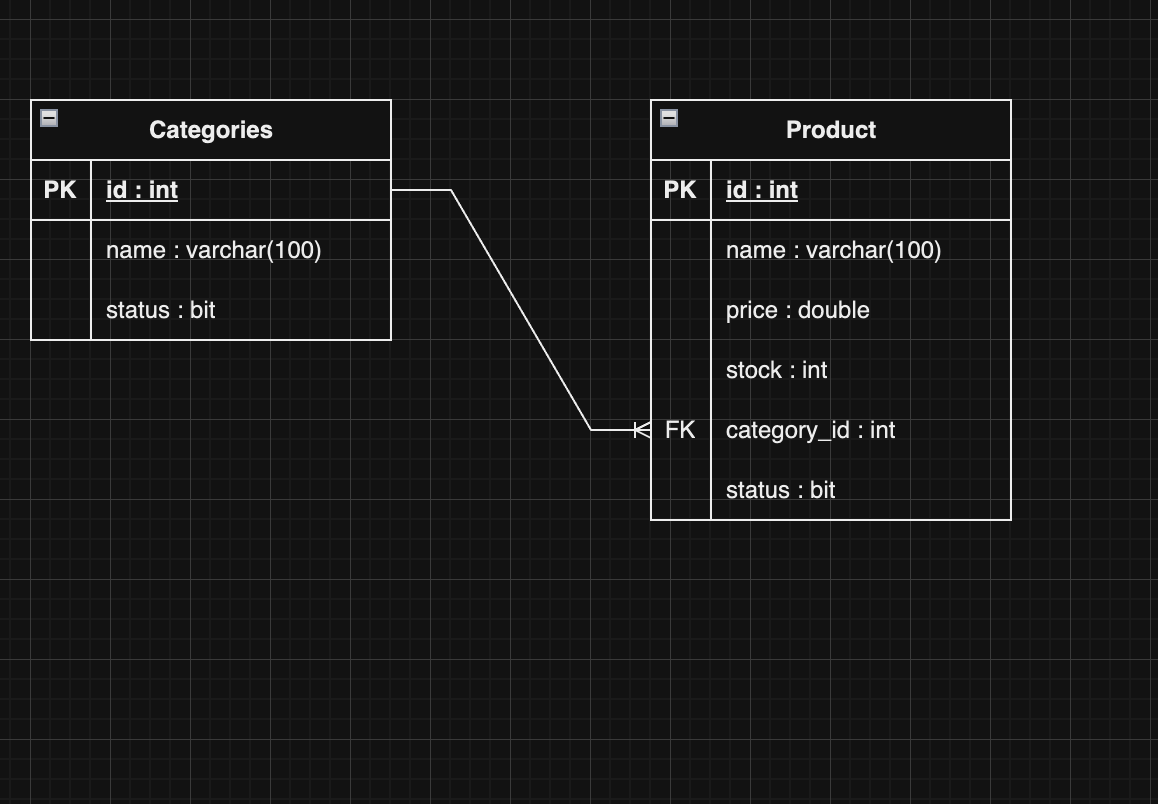 Categories
PK id : int
name : varchar(100)
status : bit
Product
PK id : int
name : varchar(100)
price : double
stock : int
FK category_id : int
status : bit